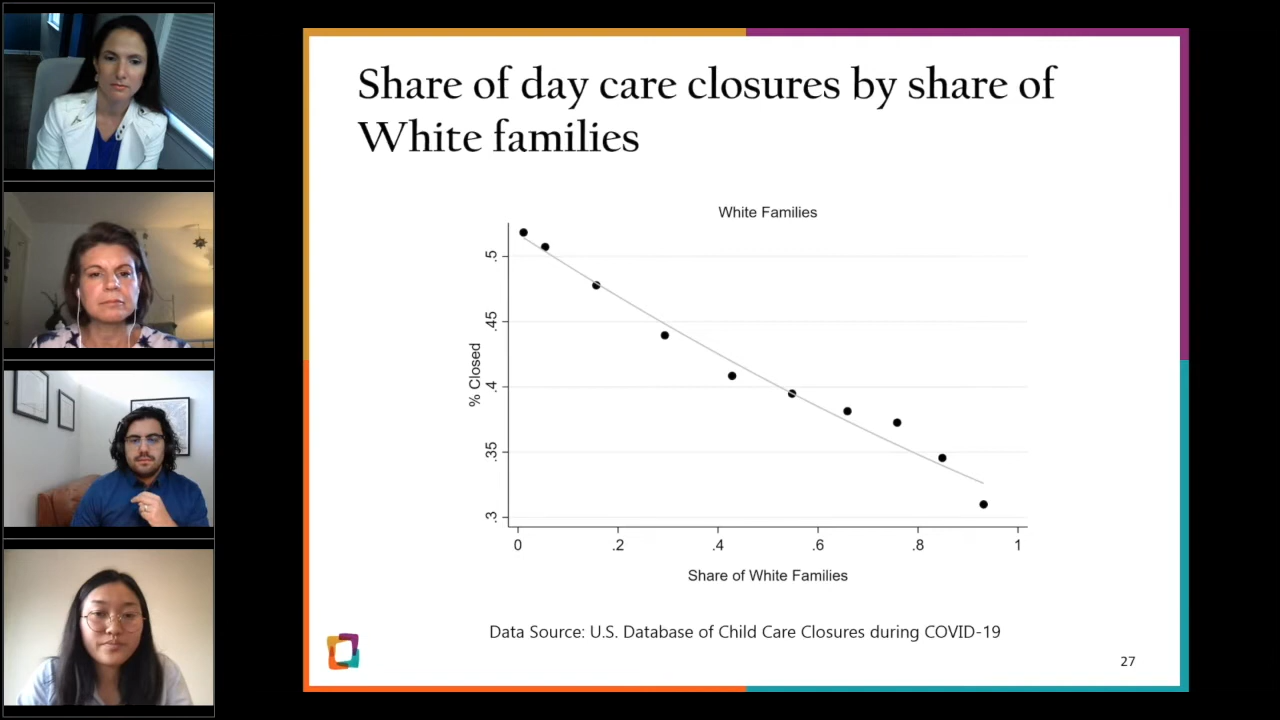 Share of day care closures by share of
White families
White Families
% Closed
.5
.45
.4
.35
.3
0 .2 .4 .6 .8 1
Share of White Families
Data Source: U.S. Database of Child Care Closures during COVID-19
27